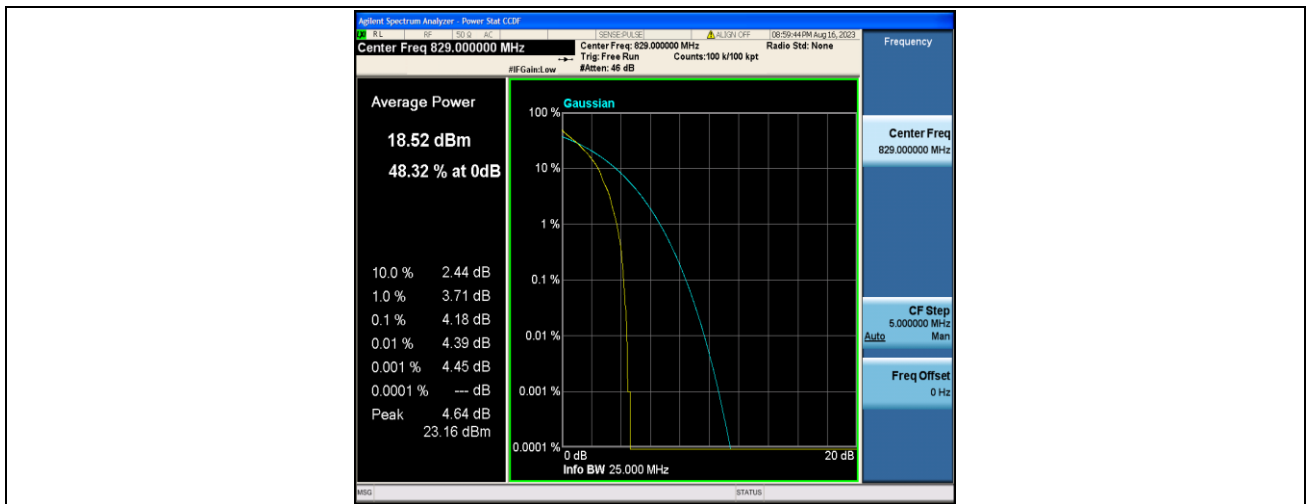 Agilent Spectrum Analyzer - Power Stat CCDF
RL RF 50 Ω AC SENSE:PULSE ALIGN OFF 08:59:44 PM Aug 16, 2023
Center Freq 829.000000 MHz
Center Freq: 829.000000 MHz Radio Std: None
Trig: Free Run Counts:100 k/100 kpt
#IFGain:Low #Atten: 46 dB
Frequency
Average Power
18.52 dBm
48.32 % at 0dB
10.0 % 2.44 dB
1.0 % 3.71 dB
0.1 % 4.18 dB
0.01 % 4.39 dB
0.001 % 4.45 dB
0.0001 % --- dB
Peak 4.64 dB
23.16 dBm
Gaussian
100 %
10 %
1 %
0.1 %
0.01 %
0.001 %
0.0001 %
0 dB 20 dB
Info BW 25.000 MHz
Center Freq
829.000000 MHz
CF Step
5.000000 MHz
Auto Man
Freq Offset
0 Hz
MSG STATUS